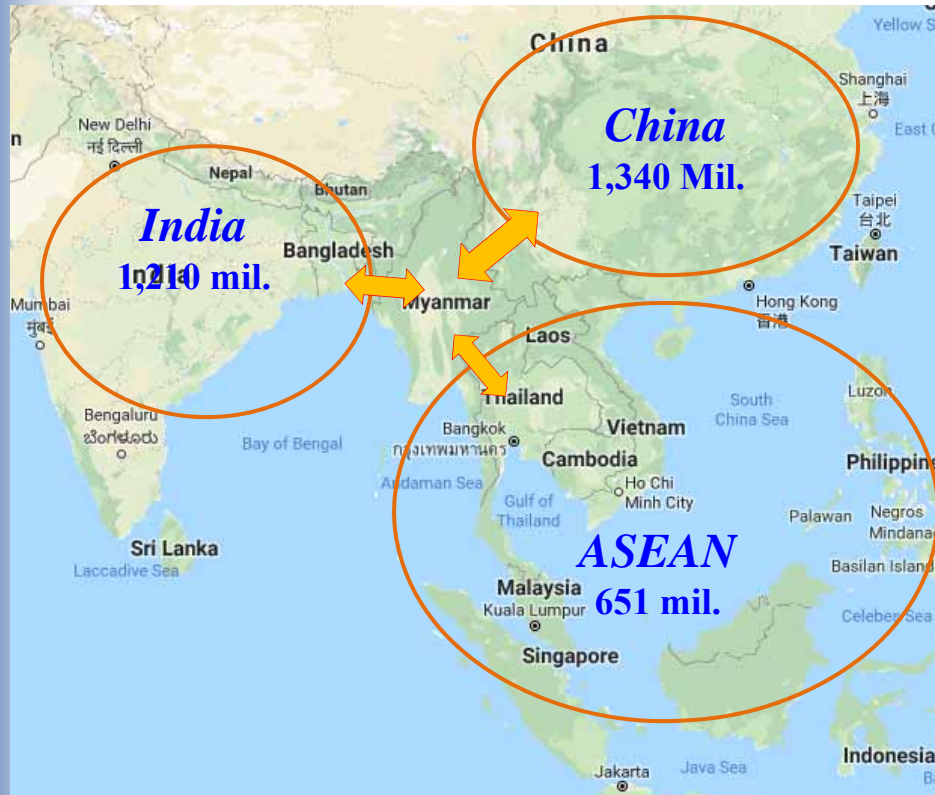 China
Yellow S
Shanghai
上海
East C
New Delhi
नई दिल्ली
n
China
1,340 Mil.
Nepal
Bhutan
Taipei
台北
Taiwan
India
1,210 mil.
India
Bangladesh
Mumbai
मुंबई
Myanmar
Hong Kong
香港
Laos
Thailand
Luzon
South
China Sea
Bengaluru
ಬೆಂಗಳೂರು
Bay of Bengal
Bangkok
กรุงเทพมหานคร
Vietnam
Cambodia
Andaman Sea
Ho Chi
Minh City
Gulf of
Thailand
Philippin
Palawan
Negros
Mindana
Sri Lanka
Laccadive Sea
ASEAN
651 mil.
Basilan Island
Malaysia
Kuala Lumpur
Celebes Sea
Singapore
Indonesia
Jakarta
Java Sea